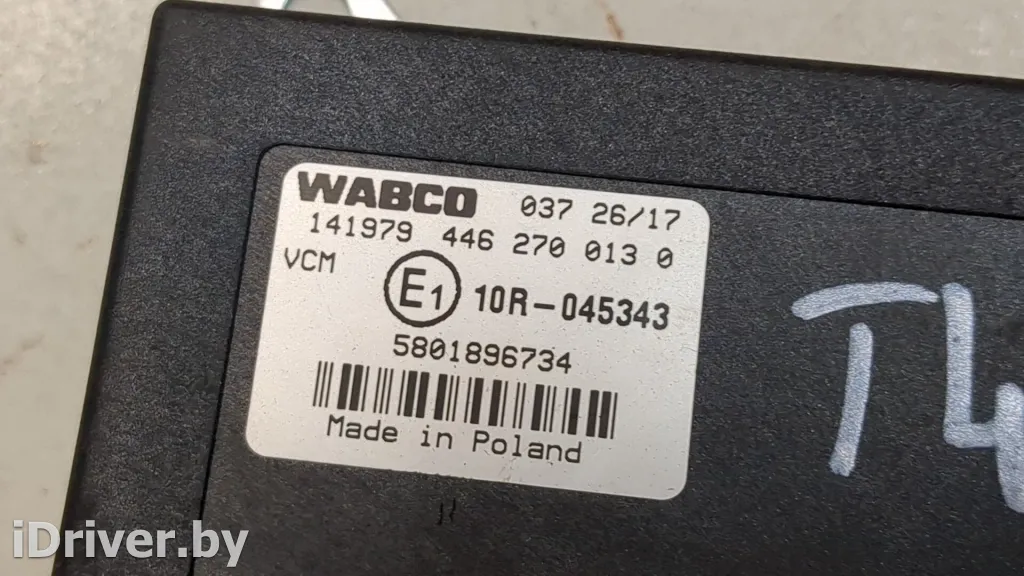 WABCO 037 26/17
141979 446 270 013 0
VCM
E1 10R-045343
5801896734
Made in Poland
T4
iDriver.by